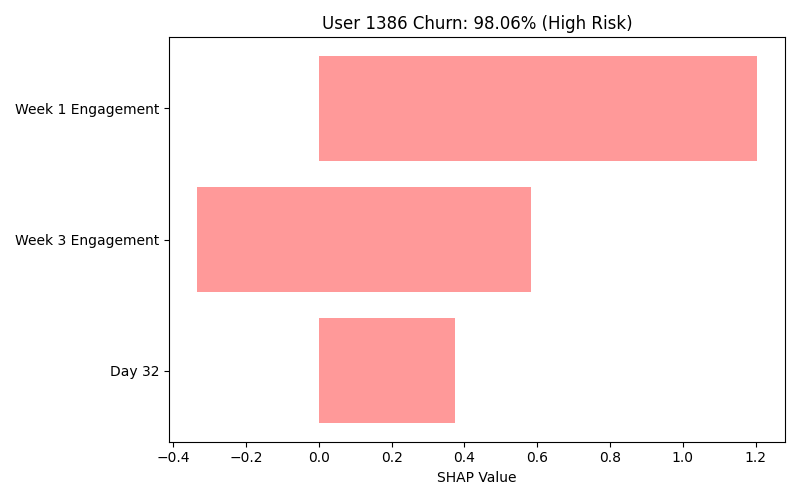 User 1386 Churn: 98.06% (High Risk)
Week 1 Engagement
Week 3 Engagement
Day 32
−0.4 −0.2 0.0 0.2 0.4 0.6 0.8 1.0 1.2
SHAP Value